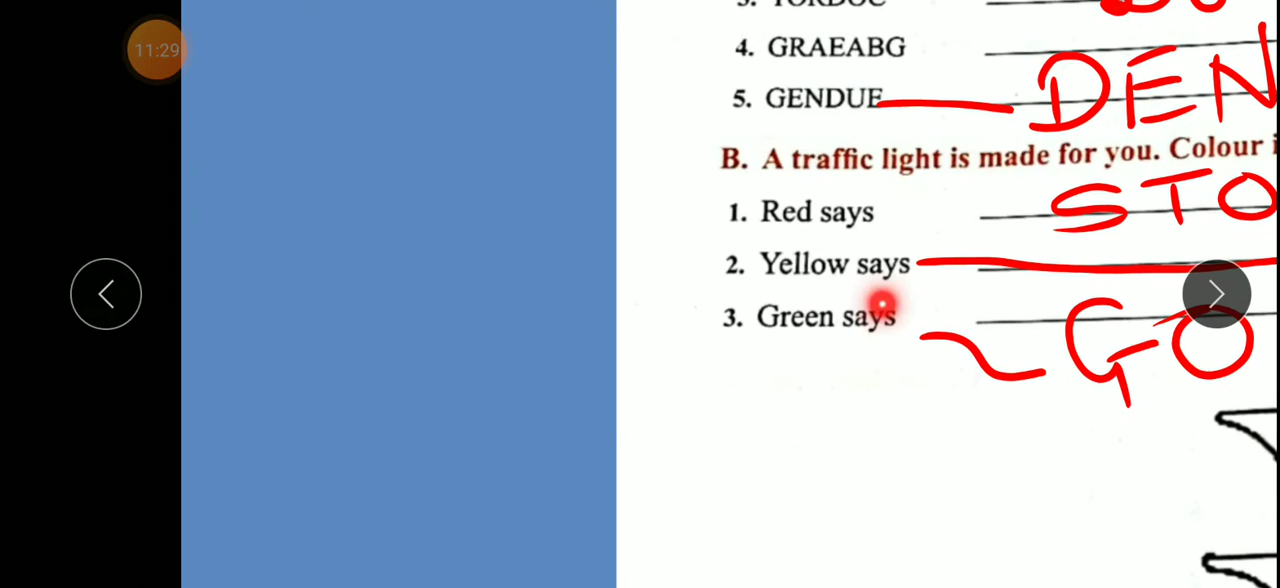 11:29
4. GRAEABG
5. GENDUE DEN
B. A traffic light is made for you. Colour i
1. Red says STO
2. Yellow says
3. Green says GO